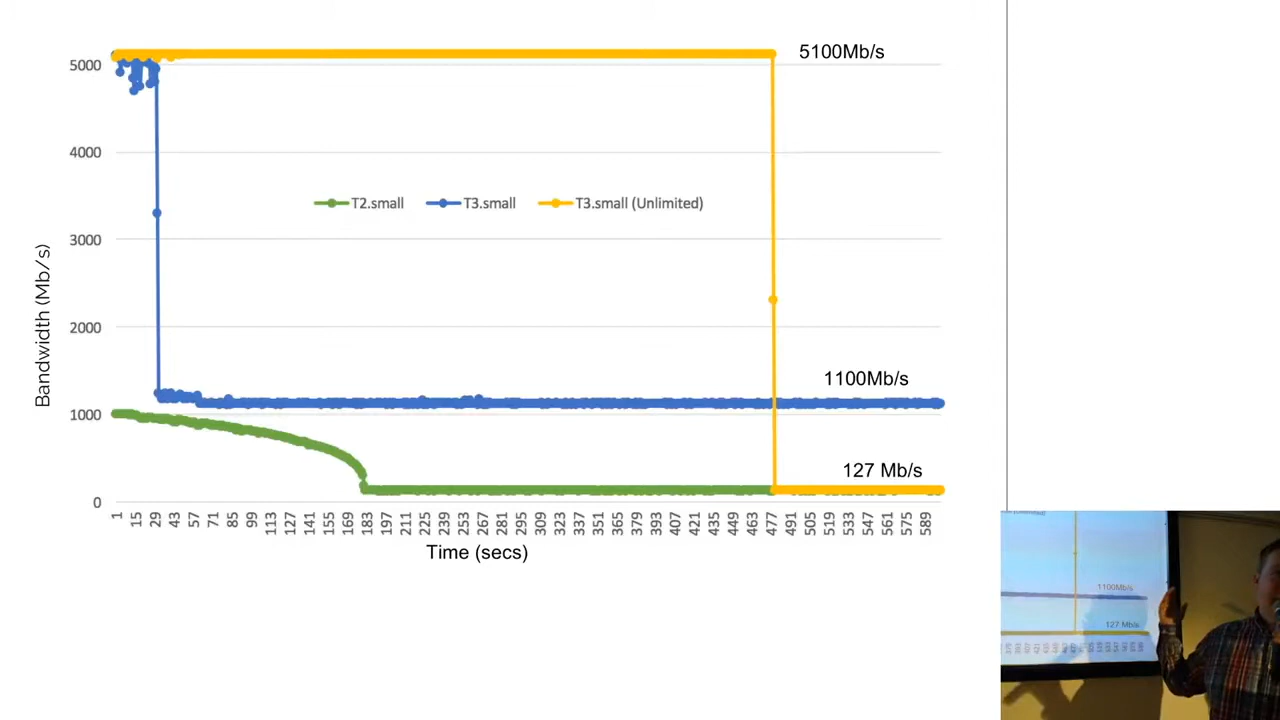 5100Mb/s
5000
4000
T2.small T3.small T3.small (Unlimited)
3000
Bandwidth (Mb/s)
2000
1100Mb/s
1000
127 Mb/s
0
1 15 29 43 57 71 85 99 113 127 141 155 169 183 197 211 225 239 253 267 281 295 309 323 337 351 365 379 393 407 421 435 449 463 477 491 505 519 533 547 561 575 589
Time (secs)
1100Mb/s
127 Mb/s